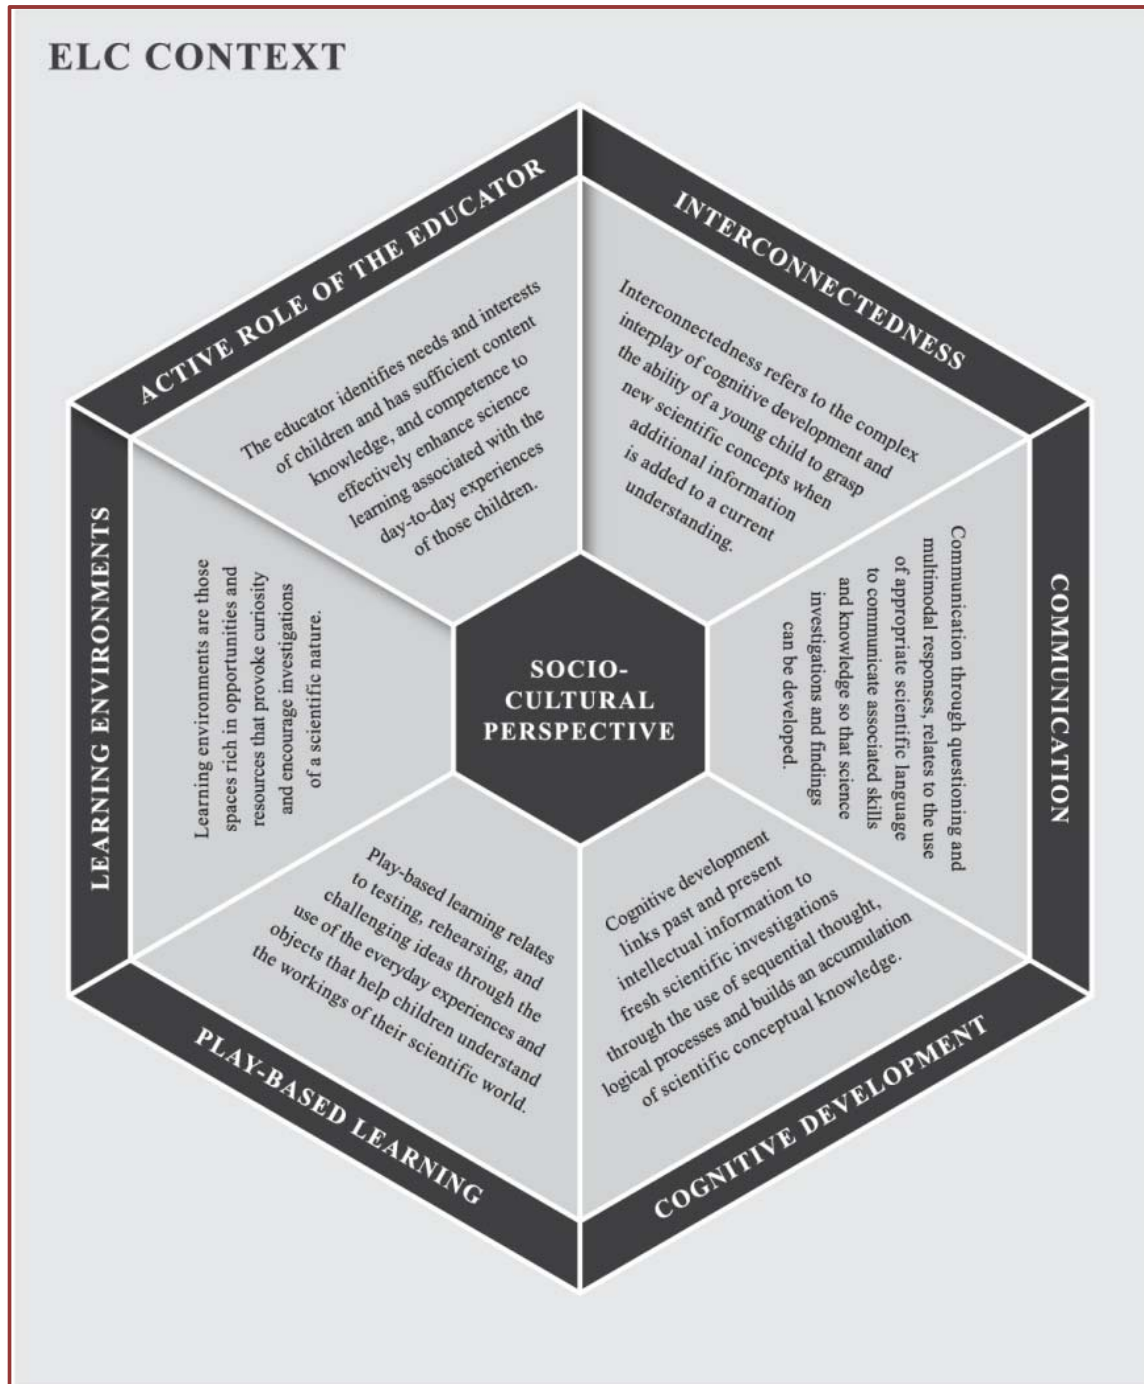 ELC CONTEXT
ACTIVE ROLE OF THE EDUCATOR
The educator identifies needs and interests
of children and has sufficient content
knowledge, and competence to
effectively enhance science
learning associated with the
day-to-day experiences
of those children.
INTERCONNECTEDNESS
Interconnectedness refers to the complex
interplay of cognitive development and
the ability of a young child to grasp
new scientific concepts when
additional information
is added to a current
understanding.
COMMUNICATION
Communication through questioning and
multimodal responses, relates to the use
of appropriate scientific language
to communicate associated skills
and knowledge so that science
investigations and findings
can be developed.
COGNITIVE DEVELOPMENT
Cognitive development
links past and present
intellectual information to
fresh scientific investigations
through the use of sequential thought,
logical processes and builds an accumulation
of scientific conceptual knowledge.
PLAY-BASED LEARNING
Play-based learning relates
to testing, rehearsing, and
challenging ideas through the
use of the everyday experiences and
objects that help children understand
the workings of their scientific world.
LEARNING ENVIRONMENTS
Learning environments are those
spaces rich in opportunities and
resources that provoke curiosity
and encourage investigations
of a scientific nature.
SOCIO-
CULTURAL
PERSPECTIVE